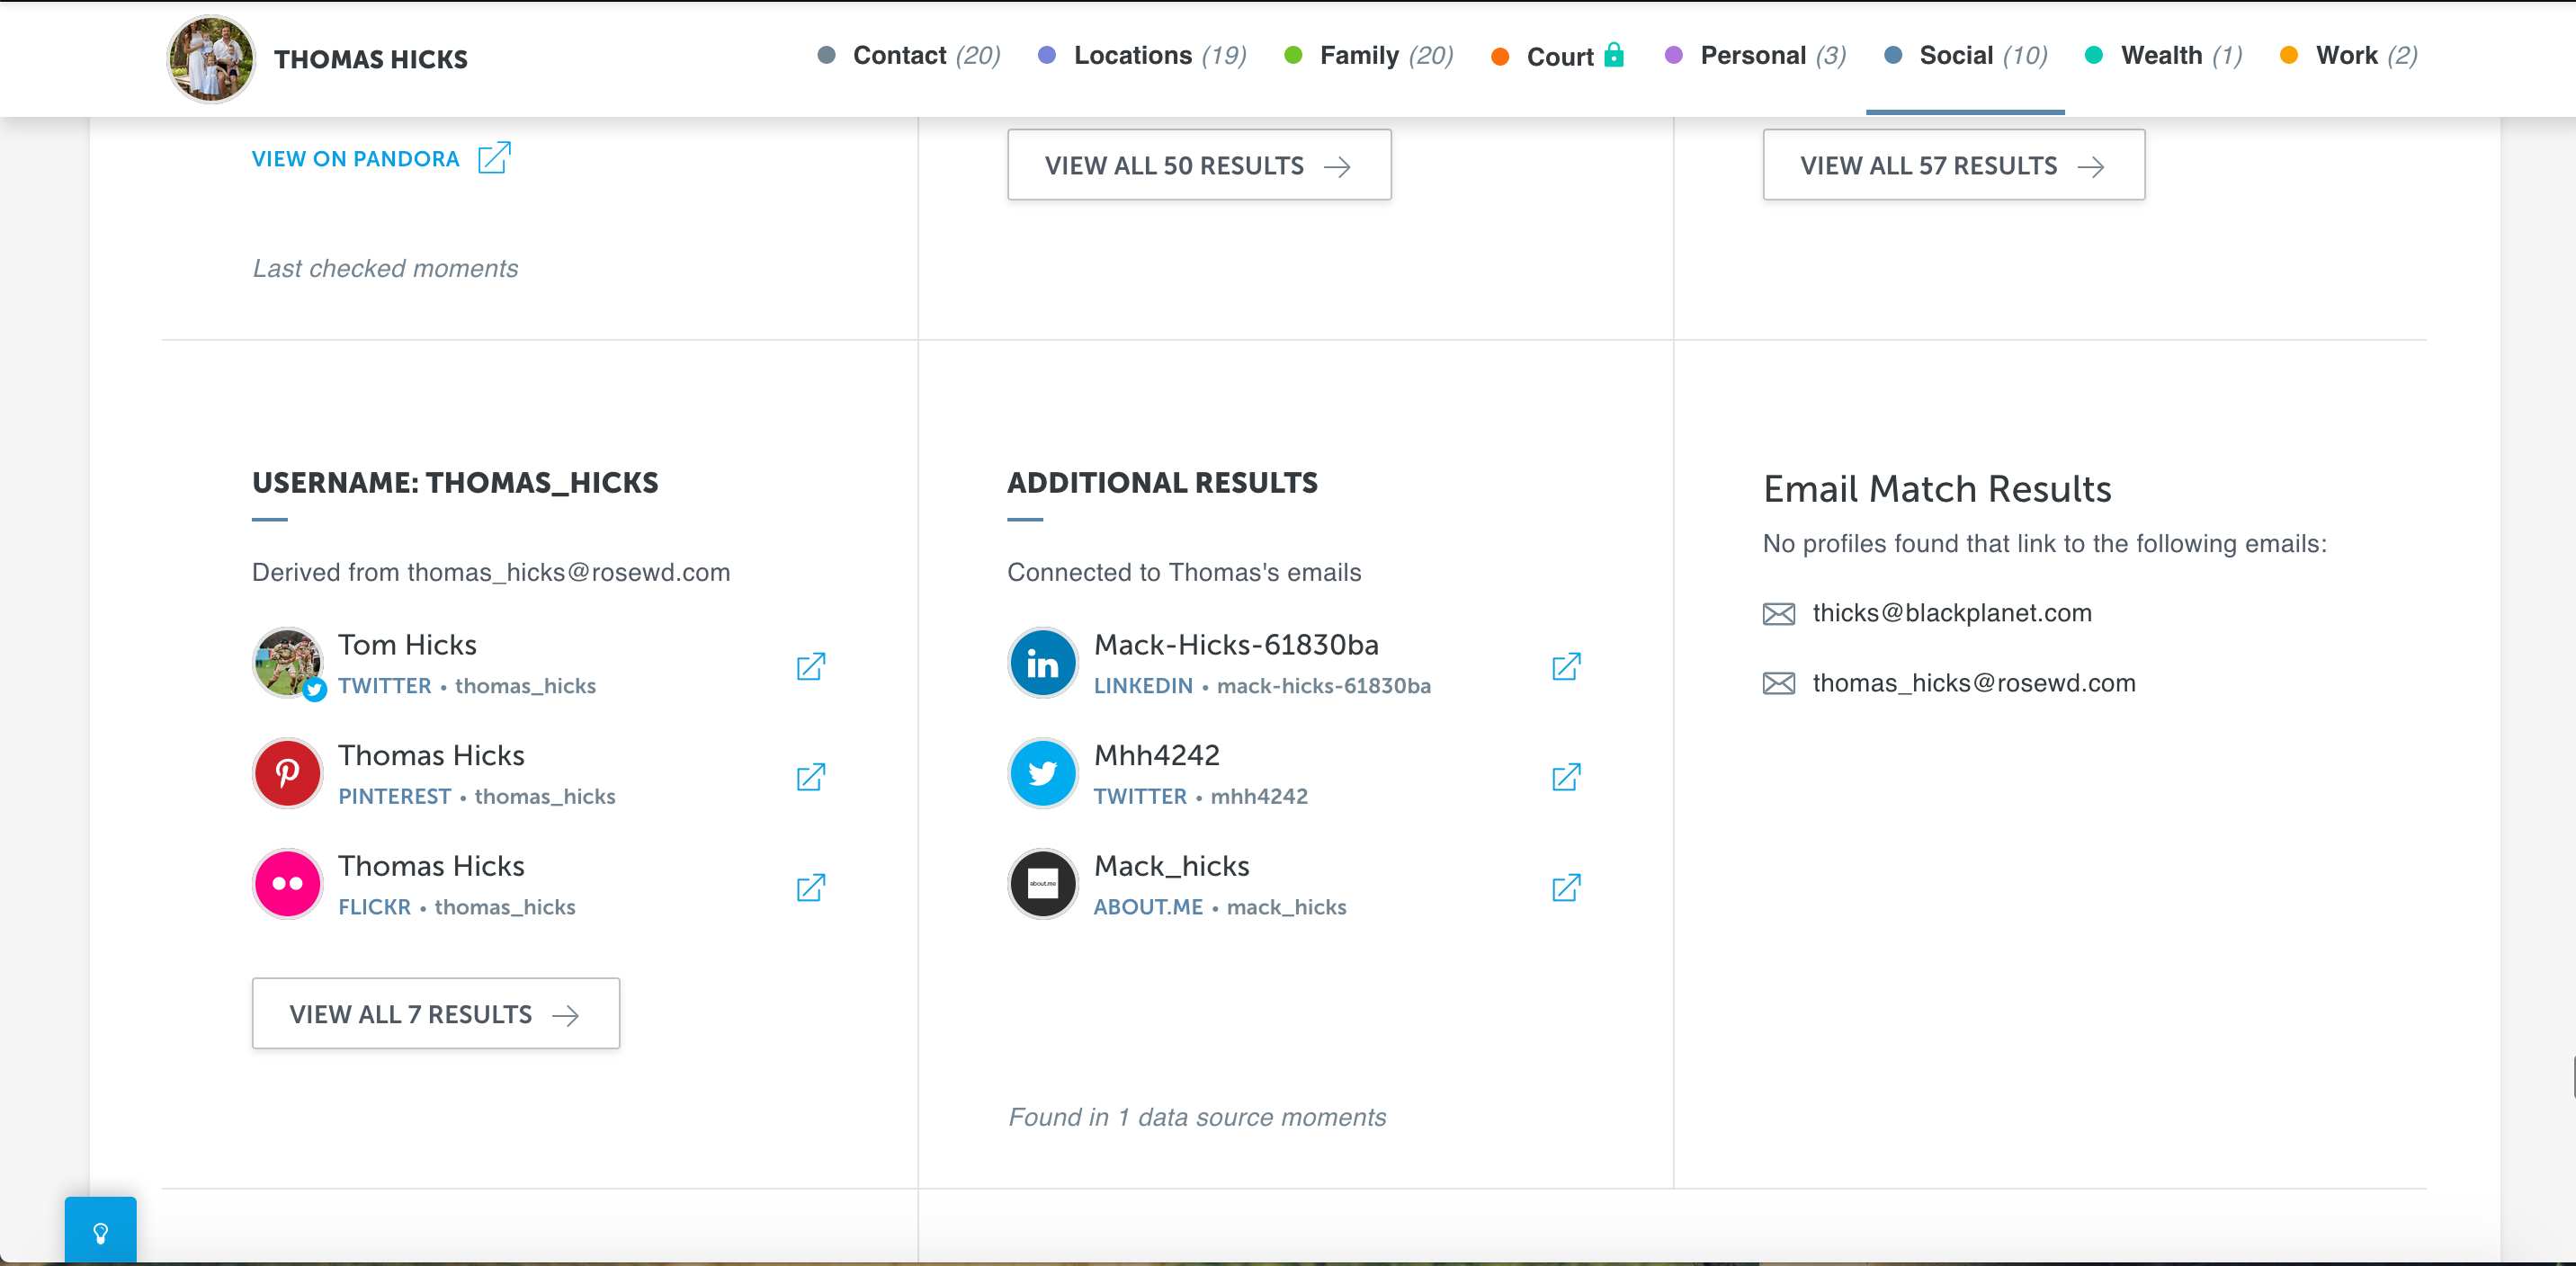 THOMAS HICKS
Contact (20)
Locations (19)
Family (20)
Court
Personal (3)
Social (10)
Wealth (1)
Work (2)
VIEW ON PANDORA
Last checked moments
VIEW ALL 50 RESULTS
VIEW ALL 57 RESULTS
USERNAME: THOMAS_HICKS
Derived from thomas_hicks@rosewd.com
Tom Hicks
TWITTER • thomas_hicks
Thomas Hicks
PINTEREST • thomas_hicks
Thomas Hicks
FLICKR • thomas_hicks
VIEW ALL 7 RESULTS
ADDITIONAL RESULTS
Connected to Thomas's emails
in
Mack-Hicks-61830ba
LINKEDIN • mack-hicks-61830ba
Mhh4242
TWITTER • mhh4242
about.me
Mack_hicks
ABOUT.ME • mack_hicks
Found in 1 data source moments
Email Match Results
No profiles found that link to the following emails:
thicks@blackplanet.com
thomas_hicks@rosewd.com